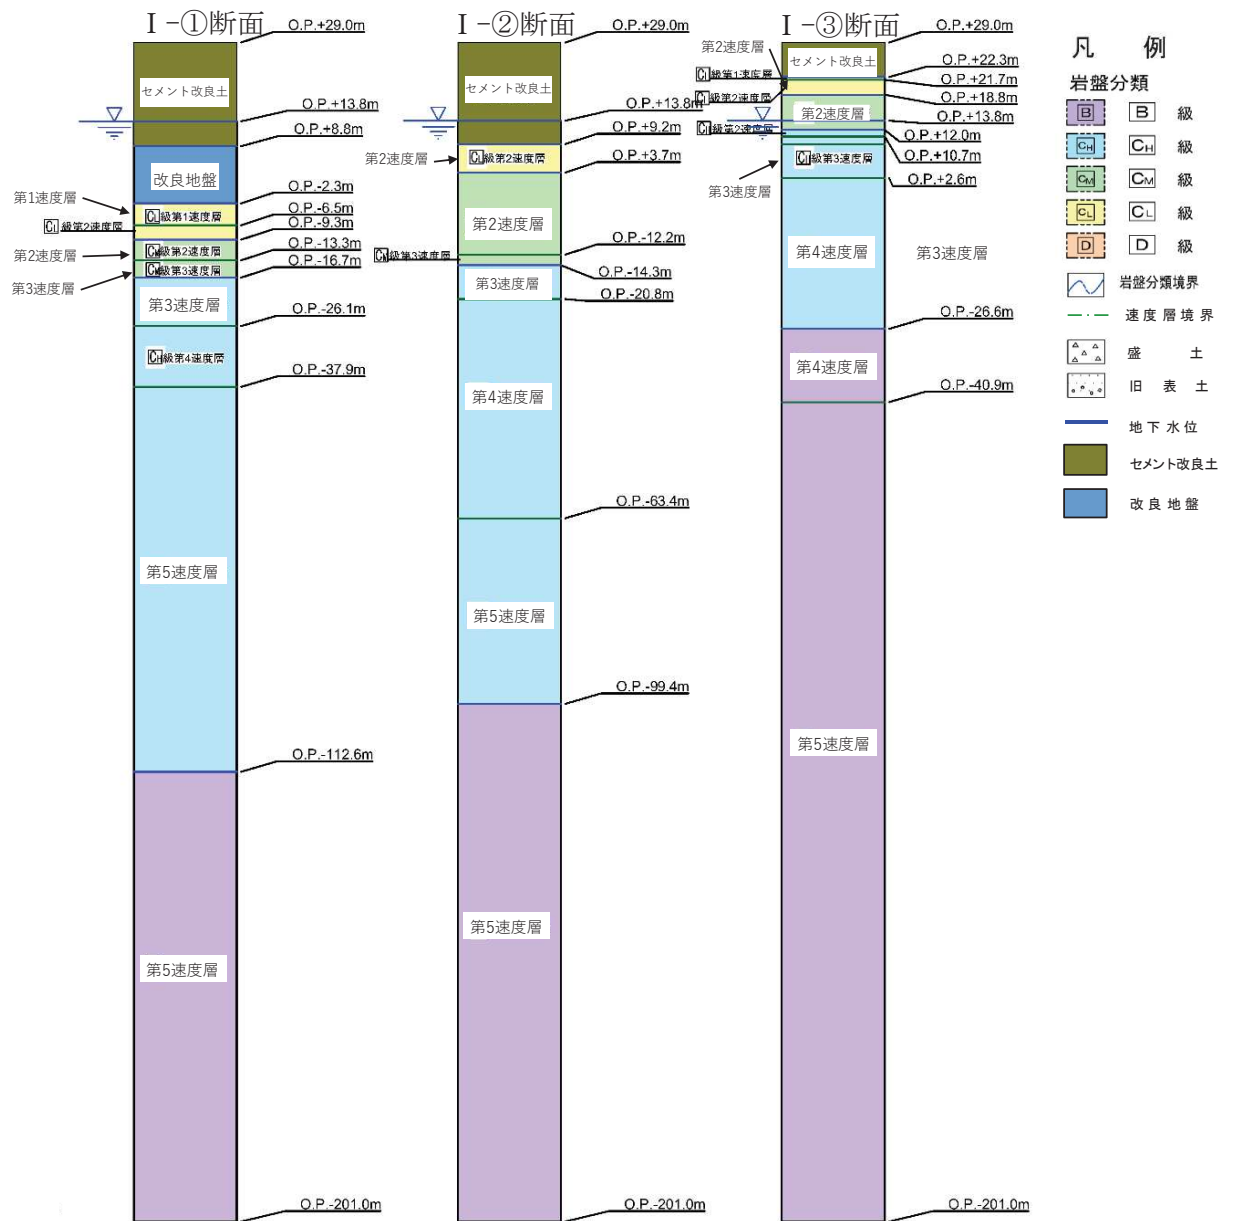 I-①断面
O.P.+29.0m
セメント改良土
O.P.+13.8m
O.P.+8.8m
改良地盤
O.P.-2.3m
第1速度層
CL級第1速度層
O.P.-6.5m
CL級第2速度層
O.P.-9.3m
CM級第2速度層
O.P.-13.3m
第2速度層
CM級第3速度層
O.P.-16.7m
第3速度層
第3速度層
O.P.-26.1m
CH級第4速度層
O.P.-37.9m
第5速度層
O.P.-112.6m
第5速度層
O.P.-201.0m
I-②断面
O.P.+29.0m
セメント改良土
O.P.+13.8m
O.P.+9.2m
第2速度層
CL級第2速度層
O.P.+3.7m
第2速度層
O.P.-12.2m
CM級第3速度層
O.P.-14.3m
第3速度層
O.P.-20.8m
第4速度層
O.P.-63.4m
第5速度層
O.P.-99.4m
第5速度層
O.P.-201.0m
I-③断面
O.P.+29.0m
第2速度層
セメント改良土
O.P.+22.3m
CL級第1速度層
O.P.+21.7m
CL級第2速度層
O.P.+18.8m
第2速度層
O.P.+13.8m
CH級第2速度層
O.P.+12.0m
O.P.+10.7m
CH級第3速度層
O.P.+2.6m
第3速度層
第4速度層
第3速度層
O.P.-26.6m
第4速度層
O.P.-40.9m
第5速度層
O.P.-201.0m
凡 例
岩盤分類
B B 級
CH CH 級
CM CM 級
CL CL 級
D D 級
岩盤分類境界
速度層境界
盛 土
旧 表 土
地下水位
セメント改良土
改良地盤